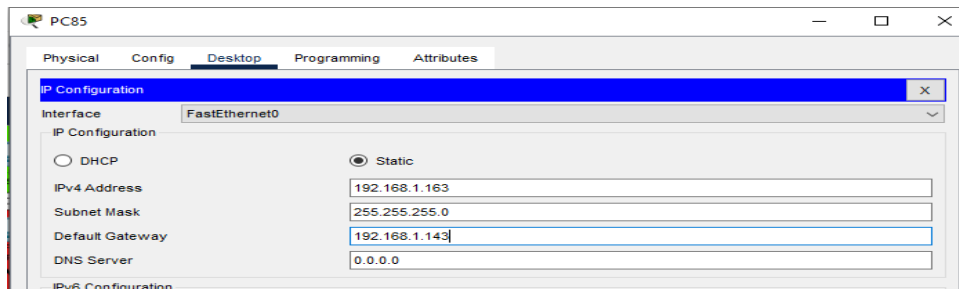 PC85
Physical Config Desktop Programming Attributes
IP Configuration X
Interface FastEthernet0
IP Configuration
DHCP Static
IPv4 Address 192.168.1.163
Subnet Mask 255.255.255.0
Default Gateway 192.168.1.143
DNS Server 0.0.0.0
IPv6 Configuration